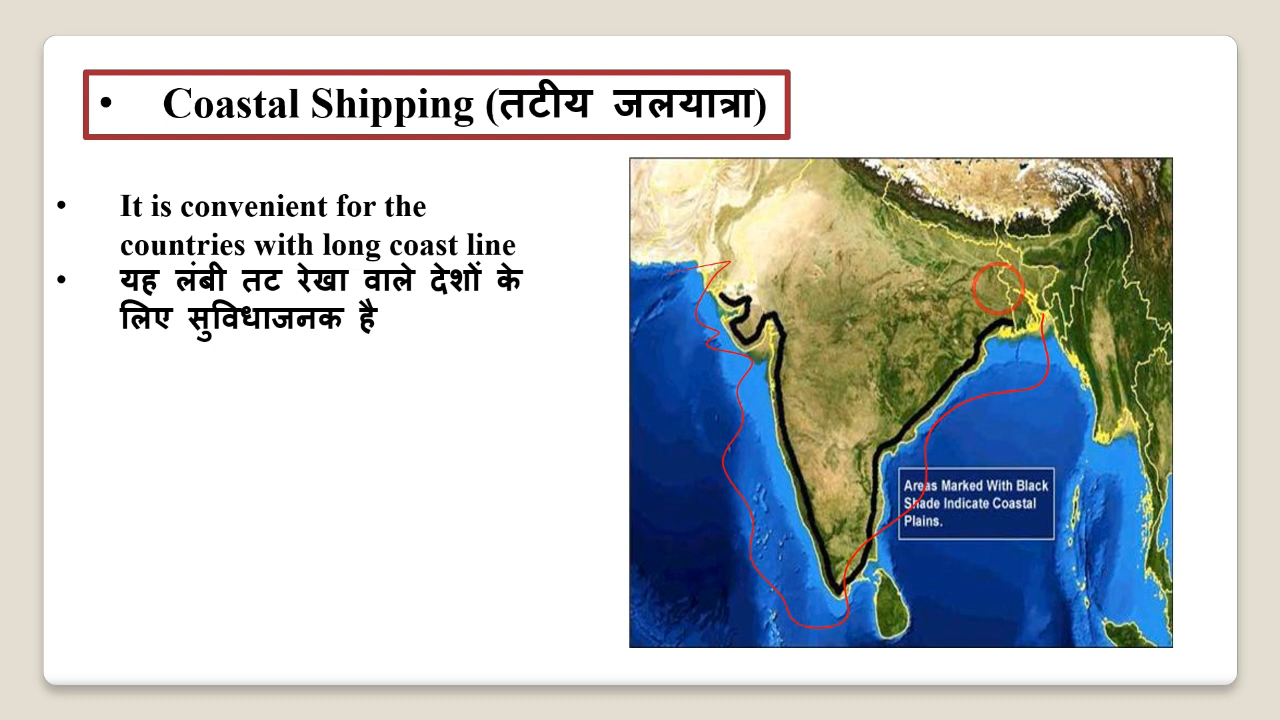 • Coastal Shipping (तटीय जलयात्रा)
• It is convenient for the
countries with long coast line
• यह लंबी तट रेखा वाले देशों के
लिए सुविधाजनक है
Areas Marked With Black
Shade Indicate Coastal
Plains.